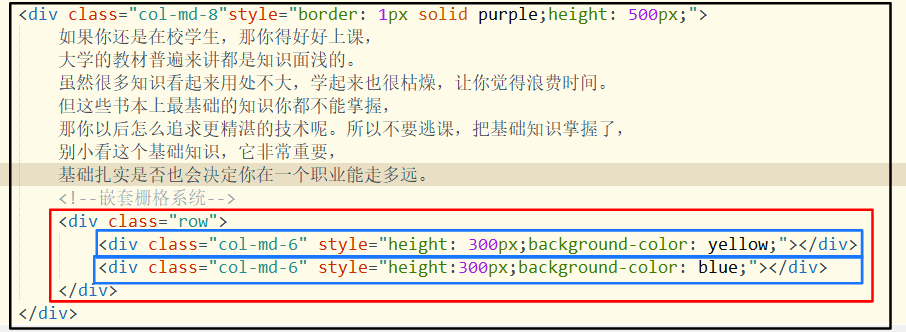 <div class="col-md-8"style="border: 1px solid purple;height: 500px;">
如果你还是在校学生，那你得好好上课，
大学的教材普遍来讲都是知识面浅的。
虽然很多知识看起来用处不大，学起来也很枯燥，让你觉得浪费时间。
但这些书本上最基础的知识你都不能掌握，
那你以后怎么追求更精湛的技术呢。所以不要逃课，把基础知识掌握了，
别小看这个基础知识，它非常重要，
基础扎实是否也会决定你在一个职业能走多远。
<!--嵌套栅格系统-->
<div class="row">
<div class="col-md-6" style="height: 300px;background-color: yellow;"></div>
<div class="col-md-6" style="height:300px;background-color: blue;"></div>
</div>
</div>